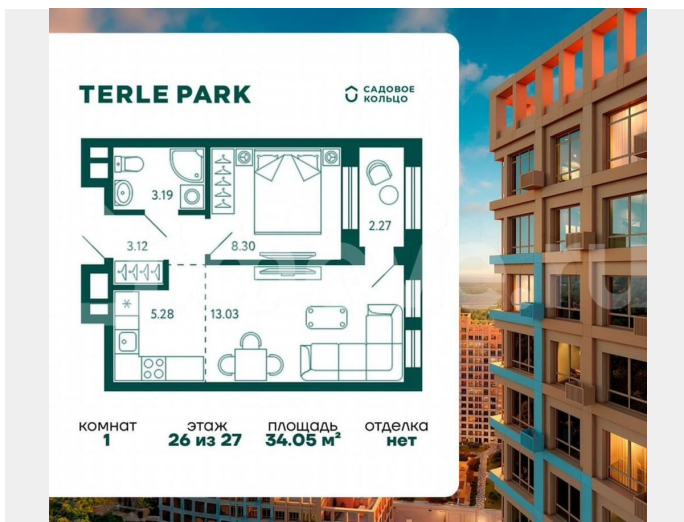 TERLE PARK
САДОВОЕ
КОЛЬЦО
3.19
2.27
3.12
8.30
5.28
13.03
комнат
1
этаж
26 из 27
площадь
34.05 м²
отделка
нет